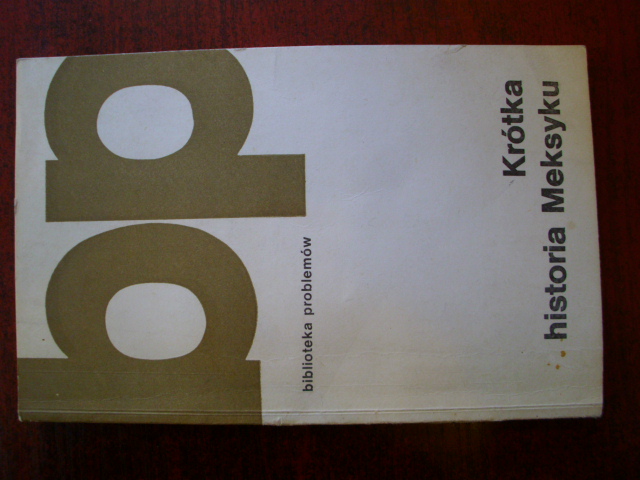 bp
biblioteka problemów
Krótka
historia Meksyku